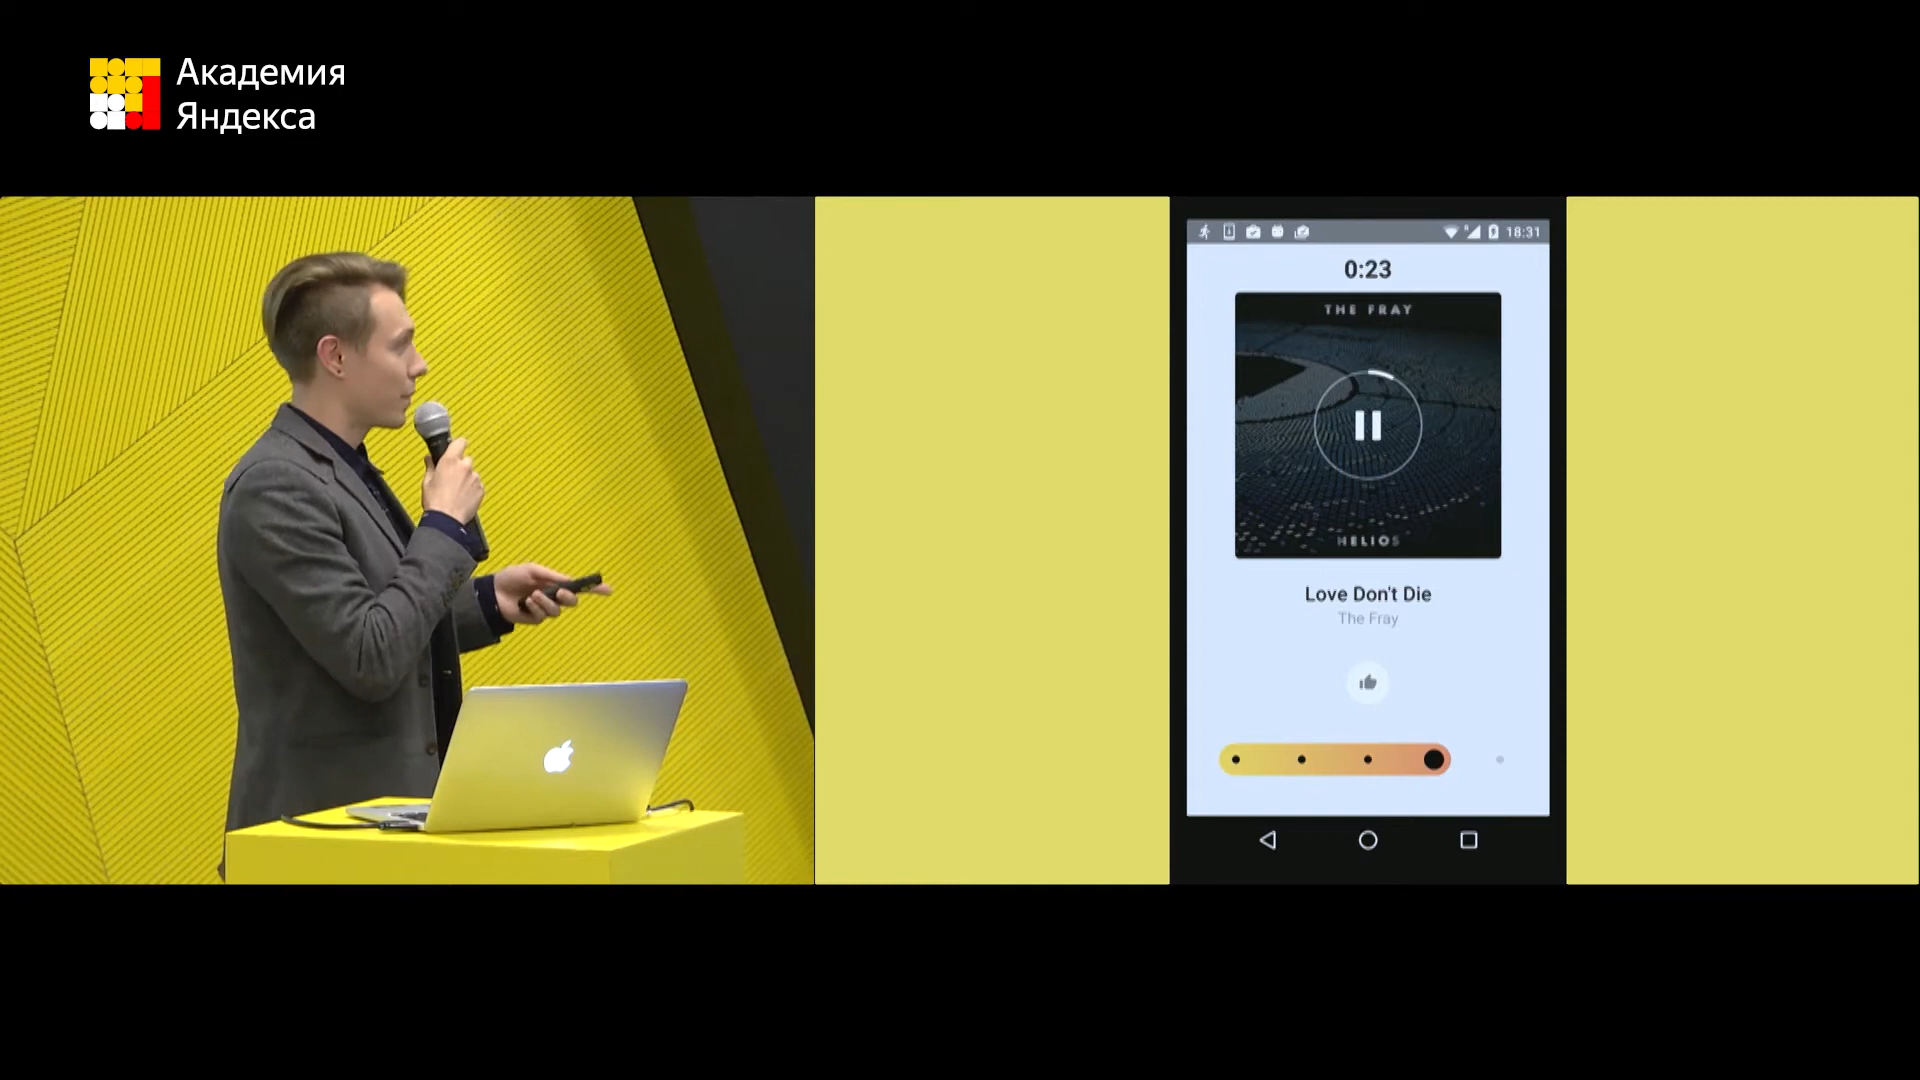 Академия
Яндекса
18:31
0:23
THE FRAY
HELIOS
Love Don't Die
The Fray